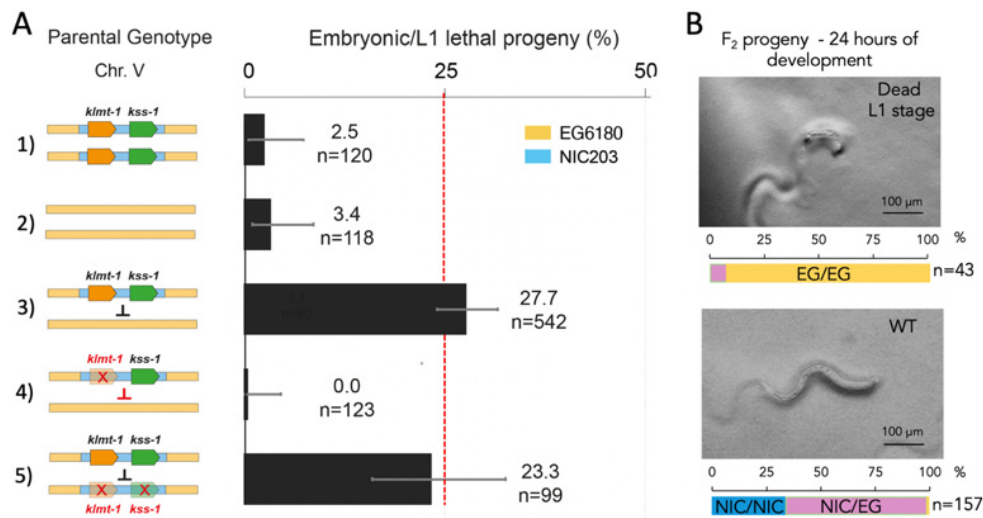 A
Parental Genotype
Chr. V
Embryonic/L1 lethal progeny (%)
0
25
50
klmt-1 kss-1
1)
2.5
n=120
EG6180
NIC203
2)
3.4
n=118
klmt-1 kss-1
3)
27.7
n=542
klmt-1 kss-1
X
4)
0.0
n=123
klmt-1 kss-1
5)
X X
klmt-1 kss-1
23.3
n=99
B
F2 progeny - 24 hours of
development
Dead
L1 stage
100 µm
0 25 50 75 100 %
EG/EG
n=43
WT
100 µm
0 25 50 75 100 %
NIC/NIC NIC/EG
n=157